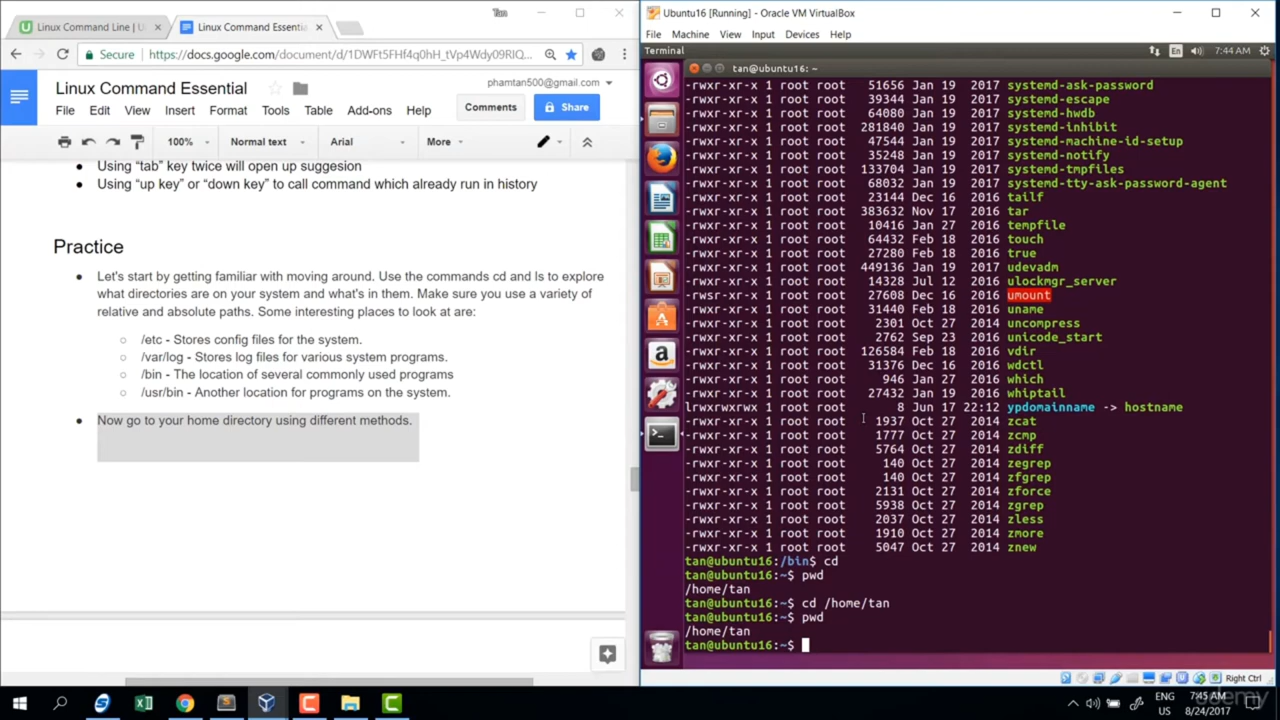 Linux Command Line | U
Linux Command Essenti
Tan
https://docs.google.com/document/d/1DWFt5FHf4q0hH_tVp4Wdy09RIQ...
Secure
Linux Command Essential
phamtan500@gmail.com
File Edit View Insert Format Tools Table Add-ons Help
Comments
Share
100% Normal text Arial More
Using "tab" key twice will open up suggesion
Using "up key" or "down key" to call command which already run in history
Practice
Let's start by getting familiar with moving around. Use the commands cd and ls to explore
what directories are on your system and what's in them. Make sure you use a variety of
relative and absolute paths. Some interesting places to look at are:
/etc - Stores config files for the system.
/var/log - Stores log files for various system programs.
/bin - The location of several commonly used programs
/usr/bin - Another location for programs on the system.
Now go to your home directory using different methods.
Ubuntu16 [Running] - Oracle VM VirtualBox
File Machine View Input Devices Help
Terminal
En
7:44 AM
tan@ubuntu16: ~
-rwxr-xr-x 1 root root 51656 Jan 19 2017 systemd-ask-password
-rwxr-xr-x 1 root root 39344 Jan 19 2017 systemd-escape
-rwxr-xr-x 1 root root 64080 Jan 19 2017 systemd-hwdb
-rwxr-xr-x 1 root root 281840 Jan 19 2017 systemd-inhibit
-rwxr-xr-x 1 root root 47544 Jan 19 2017 systemd-machine-id-setup
-rwxr-xr-x 1 root root 35248 Jan 19 2017 systemd-notify
-rwxr-xr-x 1 root root 133704 Jan 19 2017 systemd-tmpfiles
-rwxr-xr-x 1 root root 68032 Jan 19 2017 systemd-tty-ask-password-agent
-rwxr-xr-x 1 root root 23144 Dec 16 2016 tailf
-rwxr-xr-x 1 root root 383632 Nov 17 2016 tar
-rwxr-xr-x 1 root root 10416 Jan 27 2016 tempfile
-rwxr-xr-x 1 root root 64432 Feb 18 2016 touch
-rwxr-xr-x 1 root root 27280 Feb 18 2016 true
-rwxr-xr-x 1 root root 449136 Jan 19 2017 udevadm
-rwxr-xr-x 1 root root 14328 Jul 12 2016 ulockmgr_server
-rwsr-xr-x 1 root root 27608 Dec 16 2016 umount
-rwxr-xr-x 1 root root 31440 Feb 18 2016 uname
-rwxr-xr-x 1 root root 2301 Oct 27 2014 uncompress
-rwxr-xr-x 1 root root 2762 Sep 23 2016 unicode_start
-rwxr-xr-x 1 root root 126584 Feb 18 2016 vdir
-rwxr-xr-x 1 root root 31376 Dec 16 2016 wdctl
-rwxr-xr-x 1 root root 946 Jan 27 2016 which
-rwxr-xr-x 1 root root 27432 Jan 19 2016 whiptail
lrwxrwxrwx 1 root root 8 Jun 17 22:12 ypdomainname -> hostname
-rwxr-xr-x 1 root root 1937 Oct 27 2014 zcat
-rwxr-xr-x 1 root root 1777 Oct 27 2014 zcmp
-rwxr-xr-x 1 root root 5764 Oct 27 2014 zdiff
-rwxr-xr-x 1 root root 140 Oct 27 2014 zegrep
-rwxr-xr-x 1 root root 140 Oct 27 2014 zfgrep
-rwxr-xr-x 1 root root 2131 Oct 27 2014 zforce
-rwxr-xr-x 1 root root 5938 Oct 27 2014 zgrep
-rwxr-xr-x 1 root root 2037 Oct 27 2014 zless
-rwxr-xr-x 1 root root 1910 Oct 27 2014 zmore
-rwxr-xr-x 1 root root 5047 Oct 27 2014 znew
tan@ubuntu16:/bin$ cd
tan@ubuntu16:~$ pwd
/home/tan
tan@ubuntu16:~$ cd /home/tan
tan@ubuntu16:~$ pwd
/home/tan
tan@ubuntu16:~$
Right Ctrl
ENG
US
7:45 AM
8/24/2017
udemy